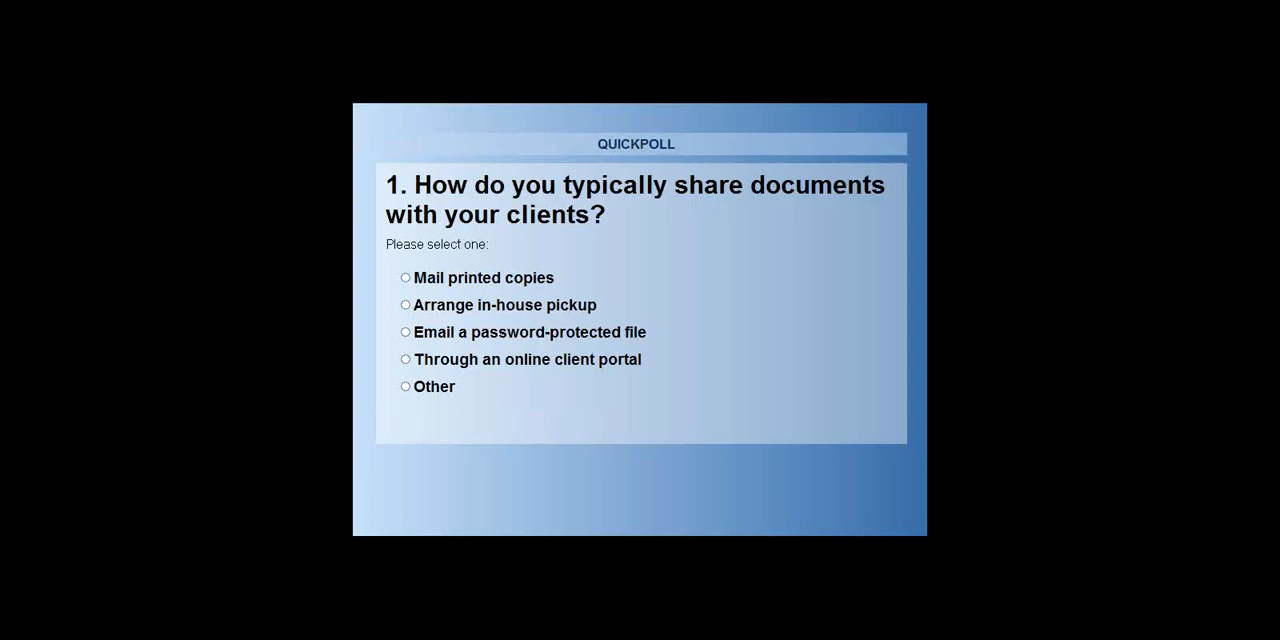 QUICKPOLL
1. How do you typically share documents
with your clients?
Please select one:
Mail printed copies
Arrange in-house pickup
Email a password-protected file
Through an online client portal
Other